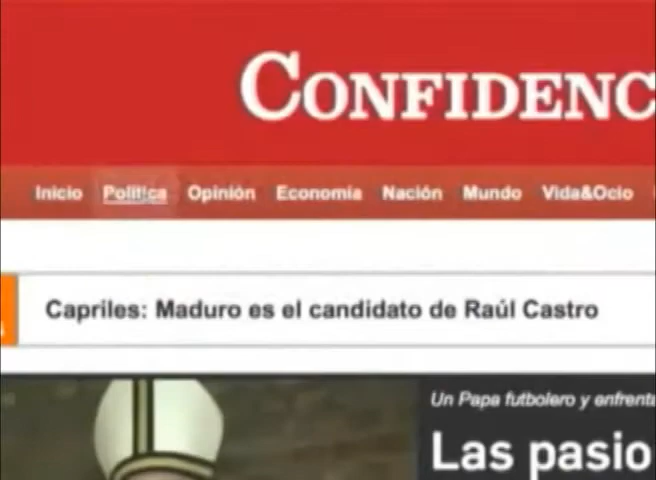 CONFIDENC
Inicio Política Opinión Economía Nación Mundo Vida&Ocio
Capriles: Maduro es el candidato de Raúl Castro
Un Papa futbolero y enfrenta
Las pasio